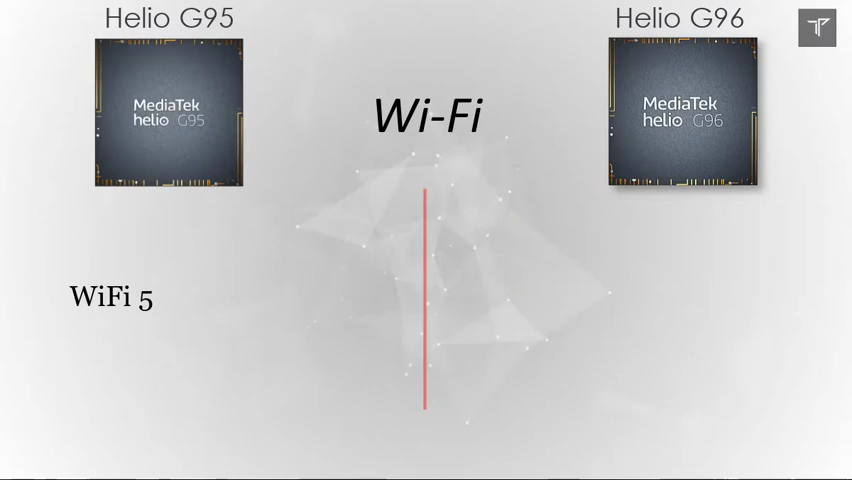 Helio G95
Helio G96
MediaTek
helio G95
Wi-Fi
MediaTek
helio G96
WiFi 5